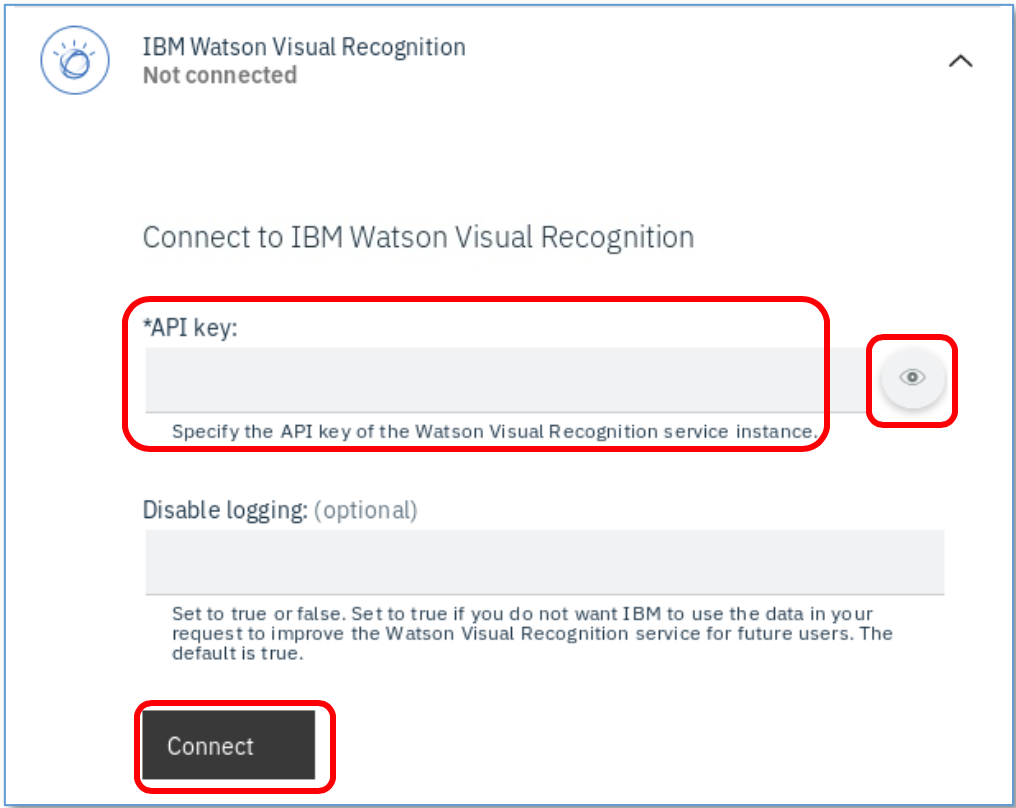 IBM Watson Visual Recognition
Not connected
Connect to IBM Watson Visual Recognition
*API key:
Specify the API key of the Watson Visual Recognition service instance.
Disable logging: (optional)
Set to true or false. Set to true if you do not want IBM to use the data in your
request to improve the Watson Visual Recognition service for future users. The
default is true.
Connect